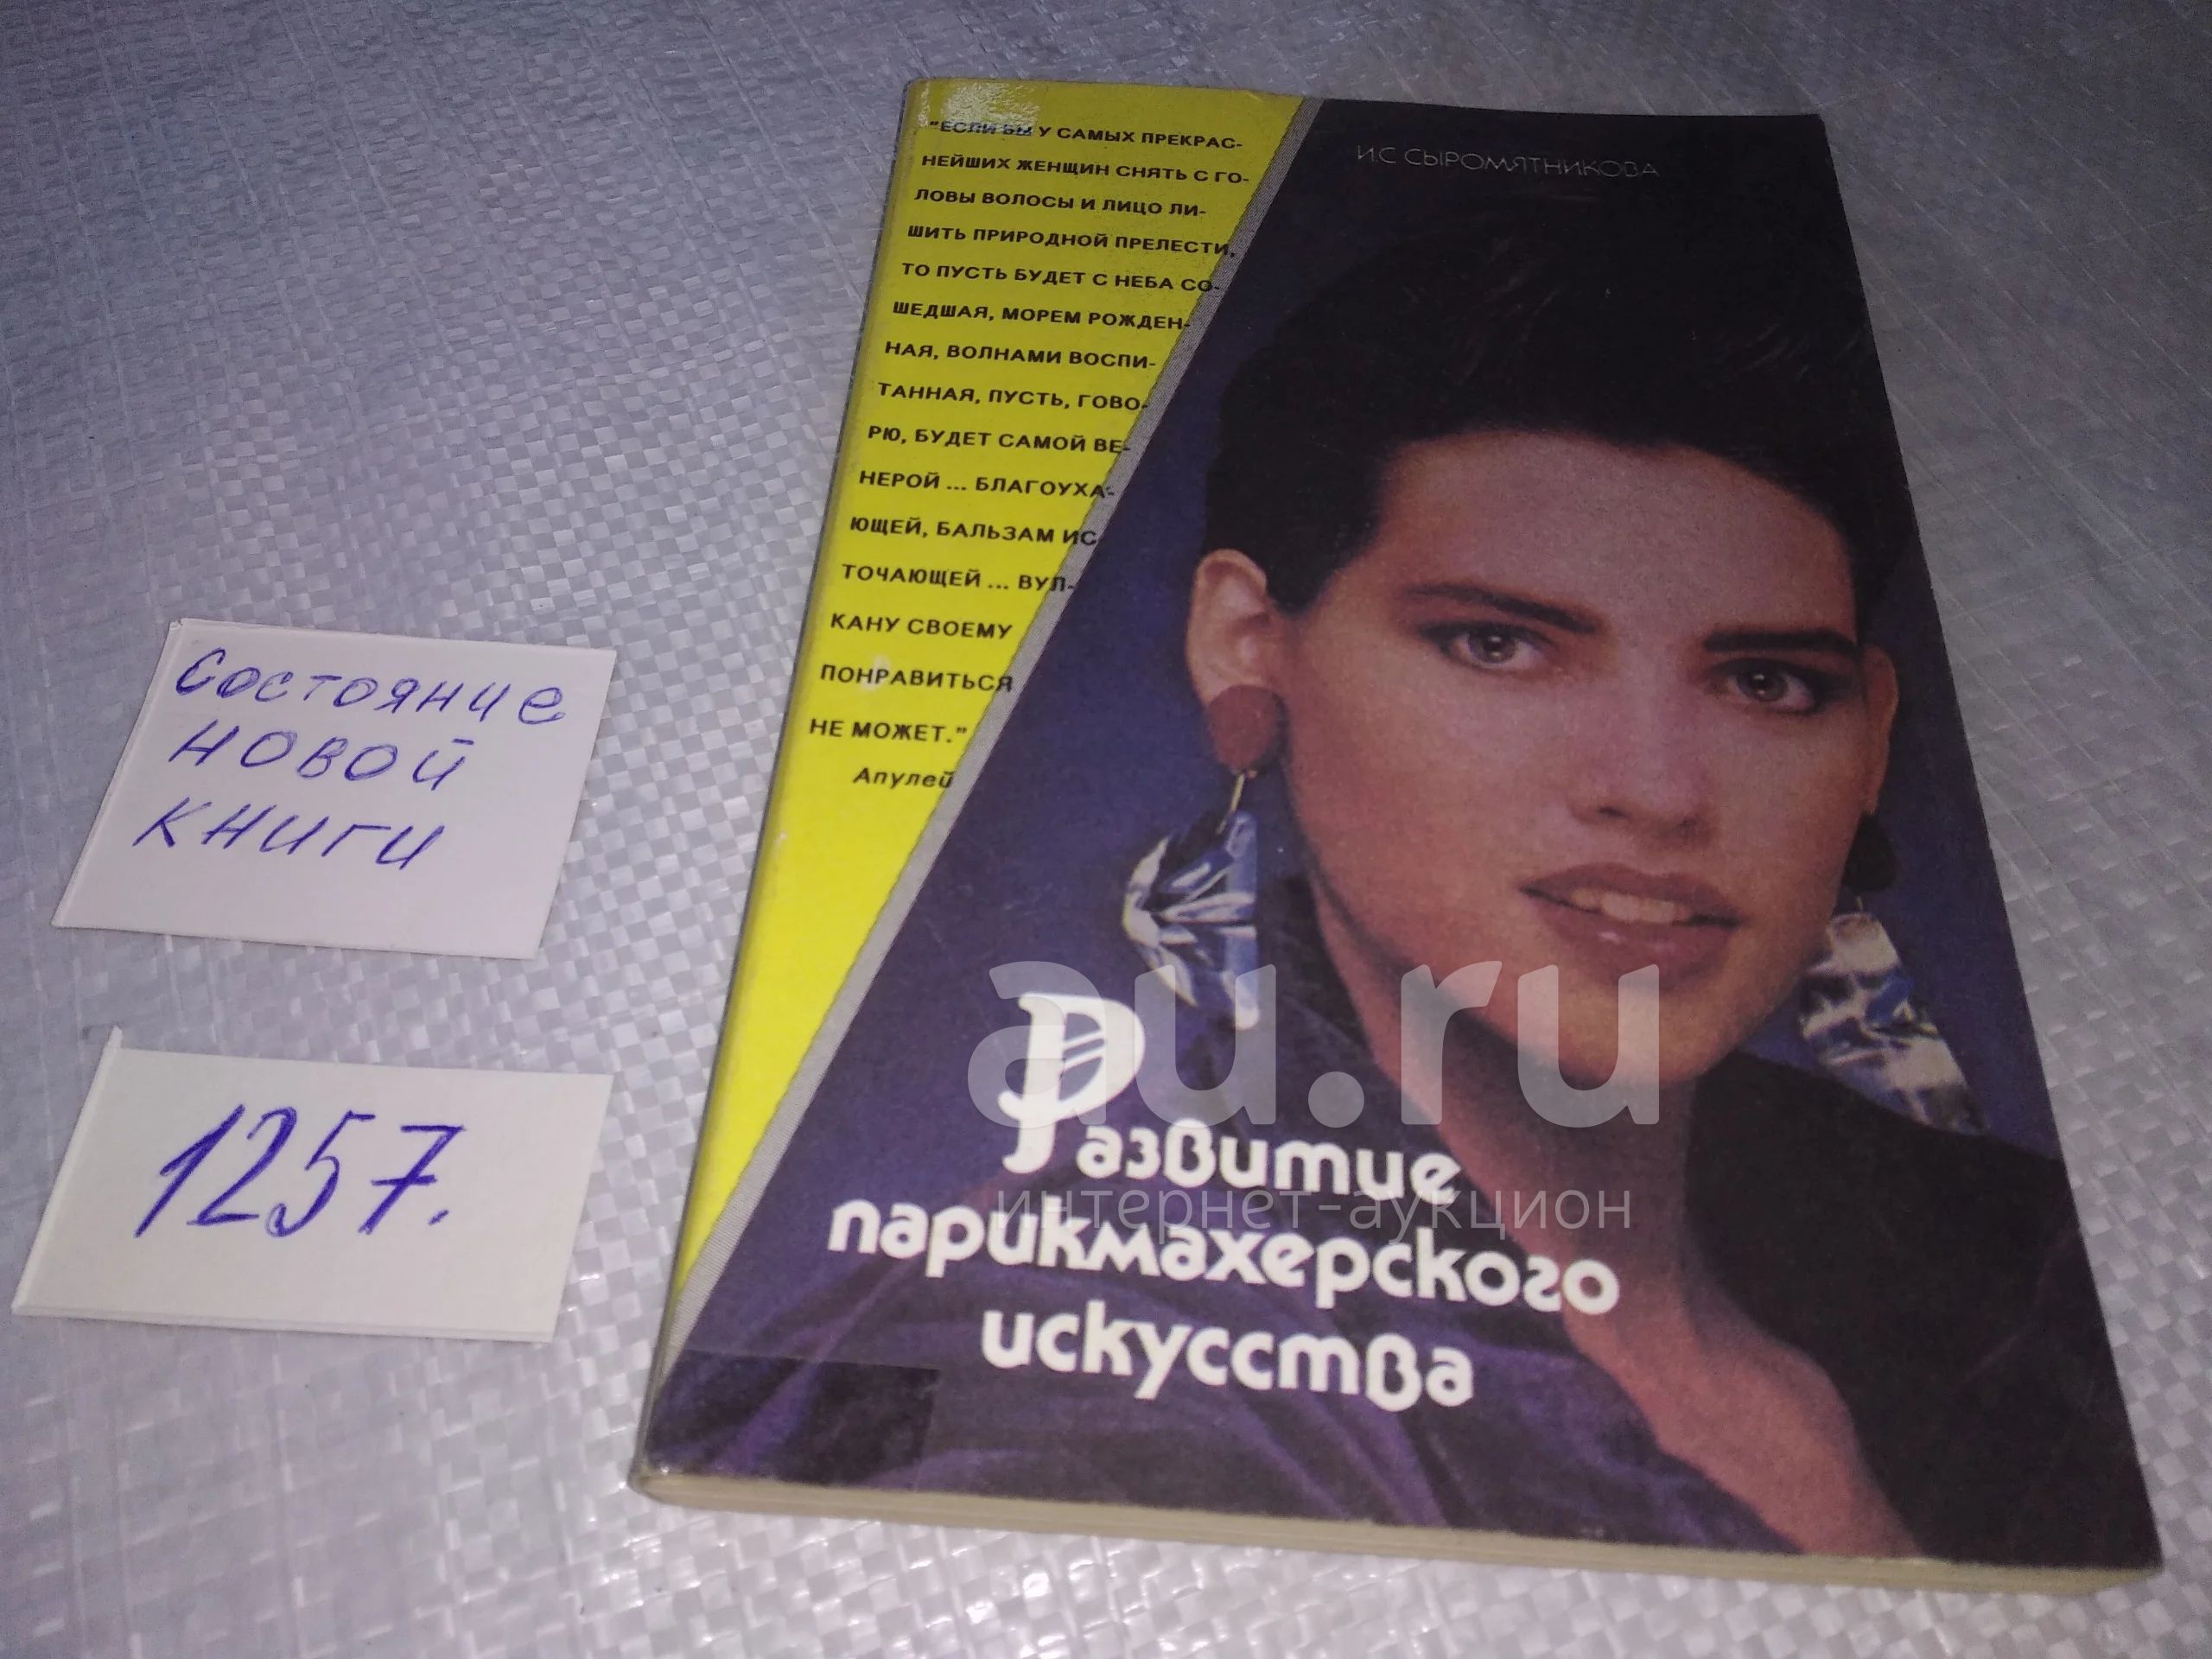 "ЕСЛИ БЫ У САМЫХ ПРЕКРАС-
НЕЙШИХ ЖЕНЩИН СНЯТЬ С ГО-
ЛОВЫ ВОЛОСЫ И ЛИЦО ЛИ-
ШИТЬ ПРИРОДНОЙ ПРЕЛЕСТИ,
ТО ПУСТЬ БУДЕТ С НЕБА СО-
ШЕДШАЯ, МОРЕМ РОЖДЕН-
НАЯ, ВОЛНАМИ ВОСПИ-
ТАННАЯ, ПУСТЬ, ГОВО-
РЮ, БУДЕТ САМОЙ ВЕ-
НЕРОЙ ... БЛАГОУХА-
ЮЩЕЙ, БАЛЬЗАМ ИС
ТОЧАЮЩЕЙ ... ВУЛ-
КАНУ СВОЕМУ
ПОНРАВИТЬСЯ
НЕ МОЖЕТ."
Апулей
И.С СЫРОМЯТНИКОВА
Развитие
парикмахерского
искусства
Состояние
новой
книги
1257.
au.ru
интернет-аукцион